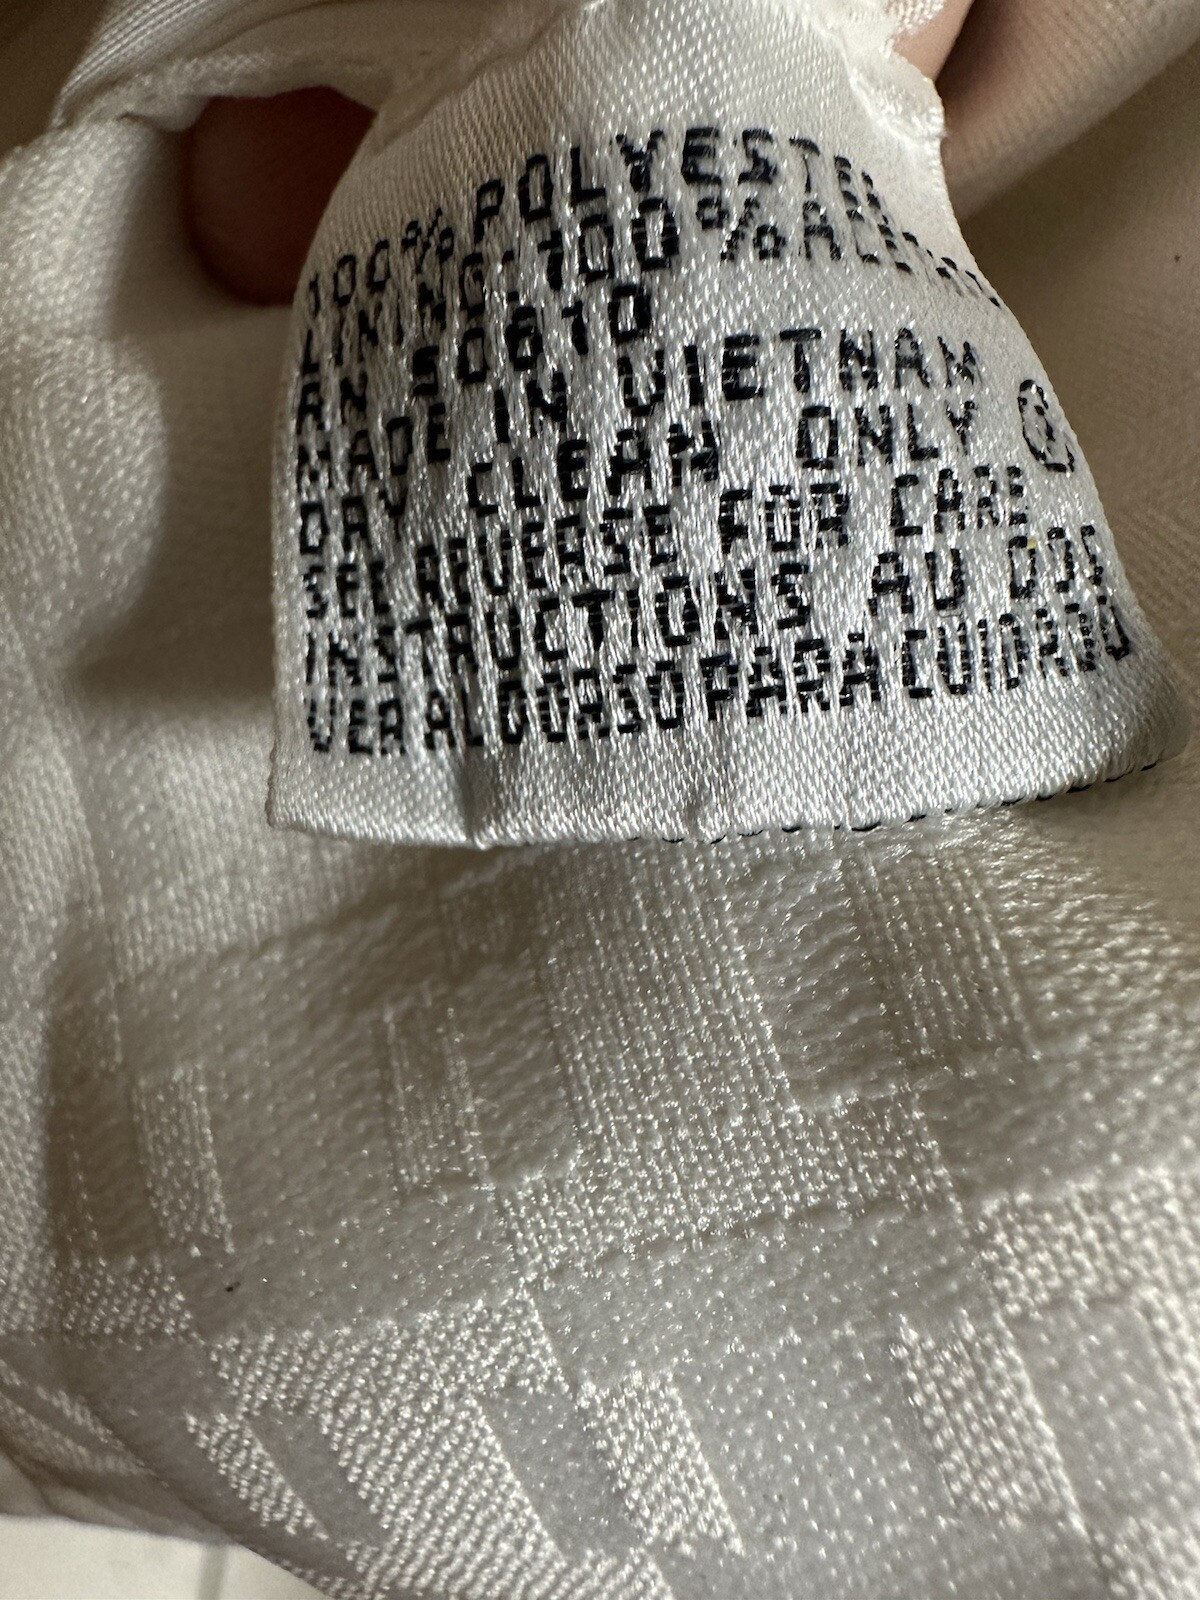 100% POLYESTER
LINING:100% ACETATE
RN 50610
MADE IN VIETNAM
DRY CLEAN ONLY
SEE REVERSE FOR CARE
INSTRUCTIONS AU DOS
VER AL DORSO PARA CUIDADO